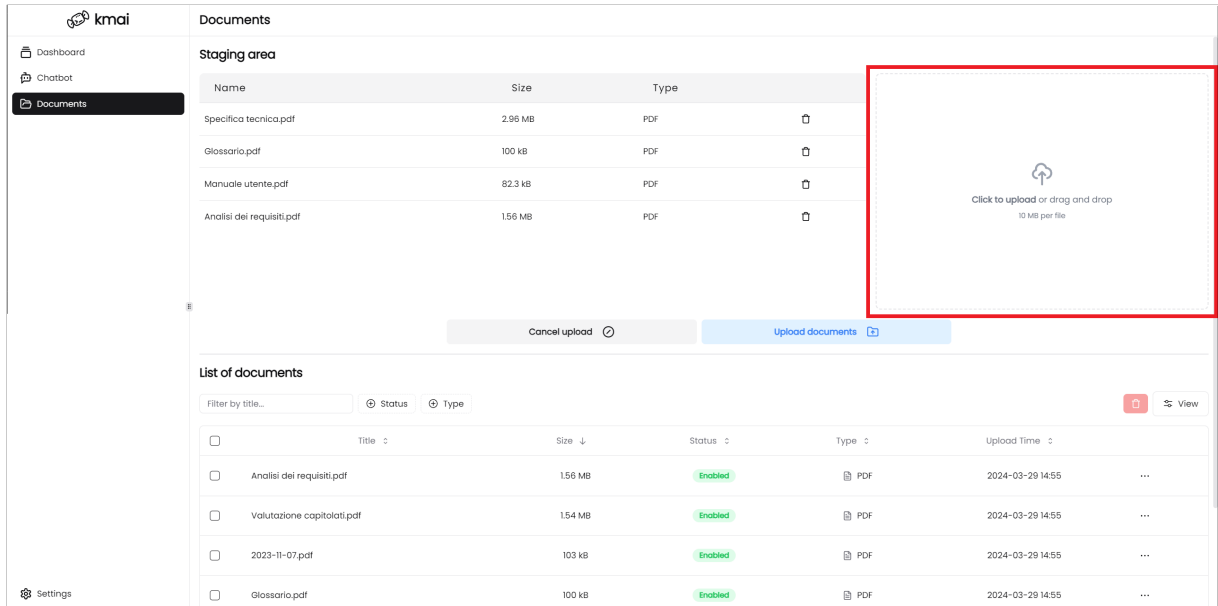 kmai
Dashboard
Chatbot
Documents
Settings
Documents
Staging area
Name Size Type
Specifica tecnica.pdf 2.96 MB PDF
Glossario.pdf 100 kB PDF
Manuale utente.pdf 82.3 kB PDF
Analisi dei requisiti.pdf 1.56 MB PDF
Click to upload or drag and drop
10 MB per file
Cancel upload Upload documents
List of documents
Filter by title... Status Type View
Title Size Status Type Upload Time
Analisi dei requisiti.pdf 1.56 MB Enabled PDF 2024-03-29 14:55
Valutazione capitolati.pdf 1.54 MB Enabled PDF 2024-03-29 14:55
2023-11-07.pdf 103 kB Enabled PDF 2024-03-29 14:55
Glossario.pdf 100 kB Enabled PDF 2024-03-29 14:55